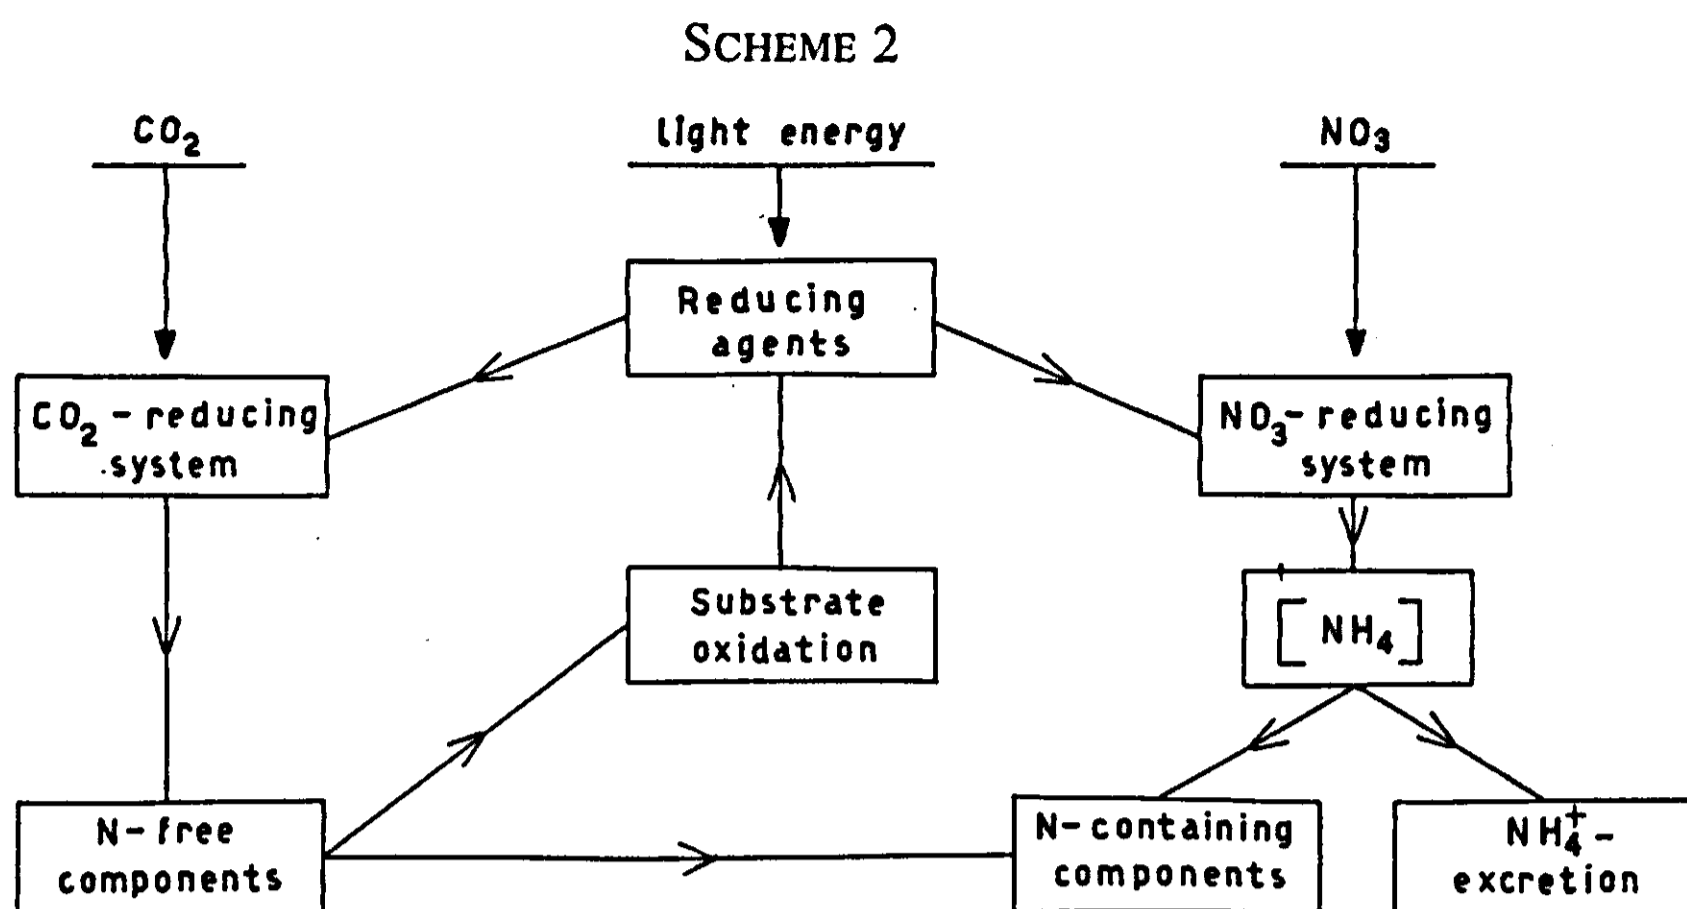 SCHEME 2
CO₂
light energy
NO₃
Reducing
agents
CO₂-reducing
system
NO₃-reducing
system
Substrate
oxidation
[NH₄]
N-free
components
N-containing
components
NH₄⁺-
excretion